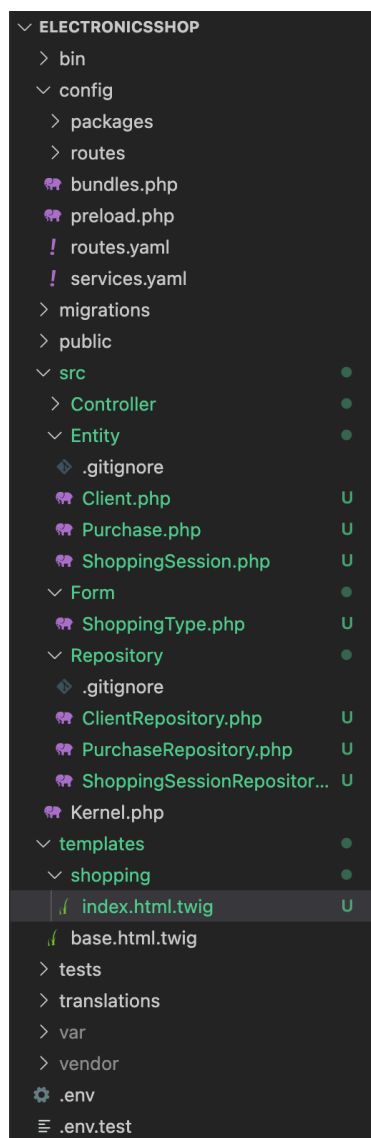 ELECTRONICSSHOP
bin
config
packages
routes
bundles.php
preload.php
! routes.yaml
! services.yaml
migrations
public
src
Controller
Entity
.gitignore
Client.php U
Purchase.php U
ShoppingSession.php U
Form
ShoppingType.php U
Repository
.gitignore
ClientRepository.php U
PurchaseRepository.php U
ShoppingSessionRepositor... U
Kernel.php
templates
shopping
index.html.twig U
base.html.twig
tests
translations
var
vendor
.env
.env.test